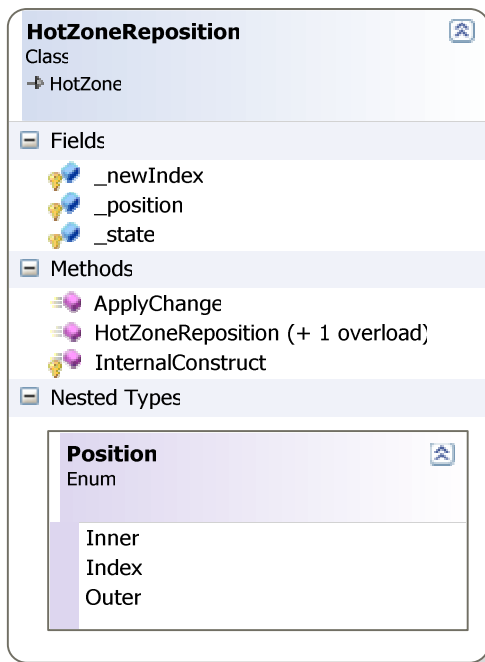 HotZoneReposition
Class
HotZone
Fields
_newIndex
_position
_state
Methods
ApplyChange
HotZoneReposition (+ 1 overload)
InternalConstruct
Nested Types
Position
Enum
Inner
Index
Outer